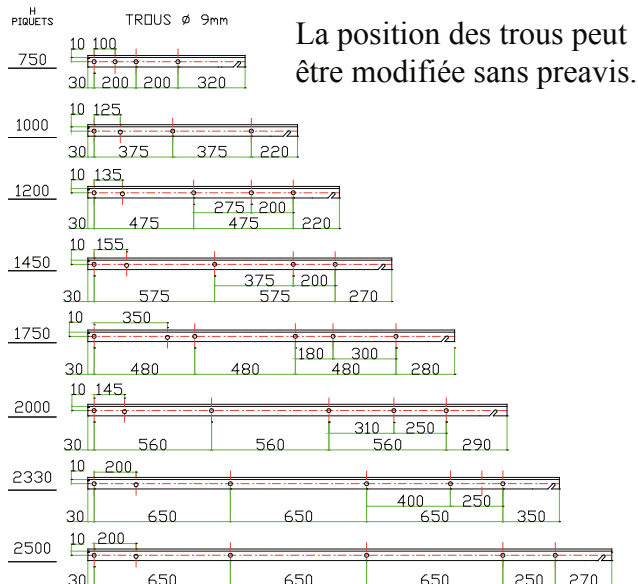 H
PIQUETS
TROUS ø 9mm
La position des trous peut
être modifiée sans preavis.
10 100
750
30 200 200 320
10 125
1000
30 375 375 220
10 135
1200
275 200
30 475 475 220
10 155
1450
375 200
30 575 575 270
10 350
1750
180 300
30 480 480 480 280
10 145
2000
310 250
30 560 560 560 290
10 200
2330
400 250
30 650 650 650 350
10 200
2500
30 650 650 650 250 270